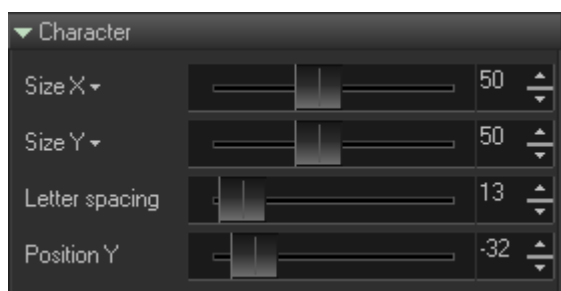 Character
Size X 50
Size Y 50
Letter spacing 13
Position Y -32